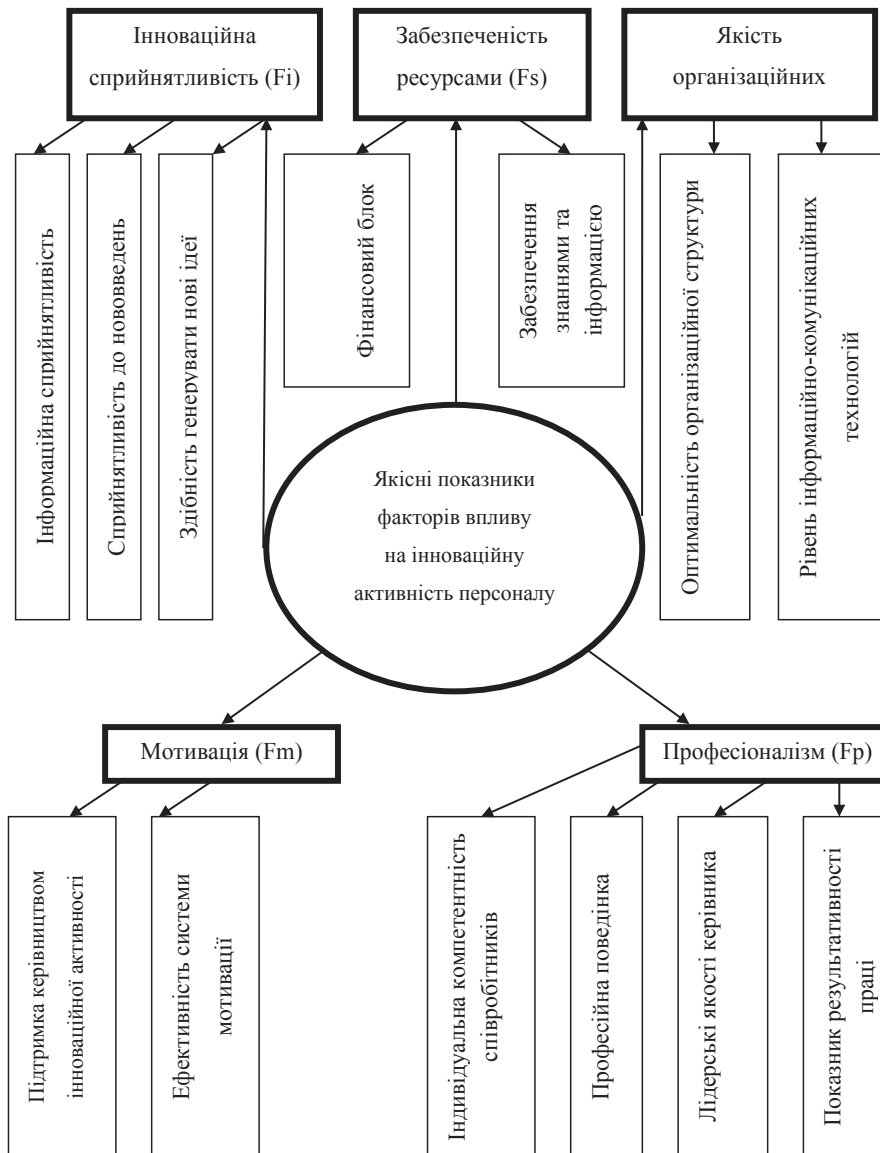 Інноваційна
сприйнятливість (Fi)
Забезпеченість
ресурсами (Fs)
Якість
організаційних
Інформаційна сприйнятливість
Сприйнятливість до нововведень
Здібність генерувати нові ідеї
Фінансовий блок
Забезпечення
знаннями та
інформацією
Оптимальність організаційної структури
Рівень інформаційно-комунікаційних
технологій
Якісні показники
факторів впливу
на інноваційну
активність персоналу
Мотивація (Fm)
Професіоналізм (Fp)
Підтримка керівництвом
інноваційної активності
Ефективність системи
мотивації
Індивідуальна компетентність
співробітників
Професійна поведінка
Лідерські якості керівника
Показник результативності
праці